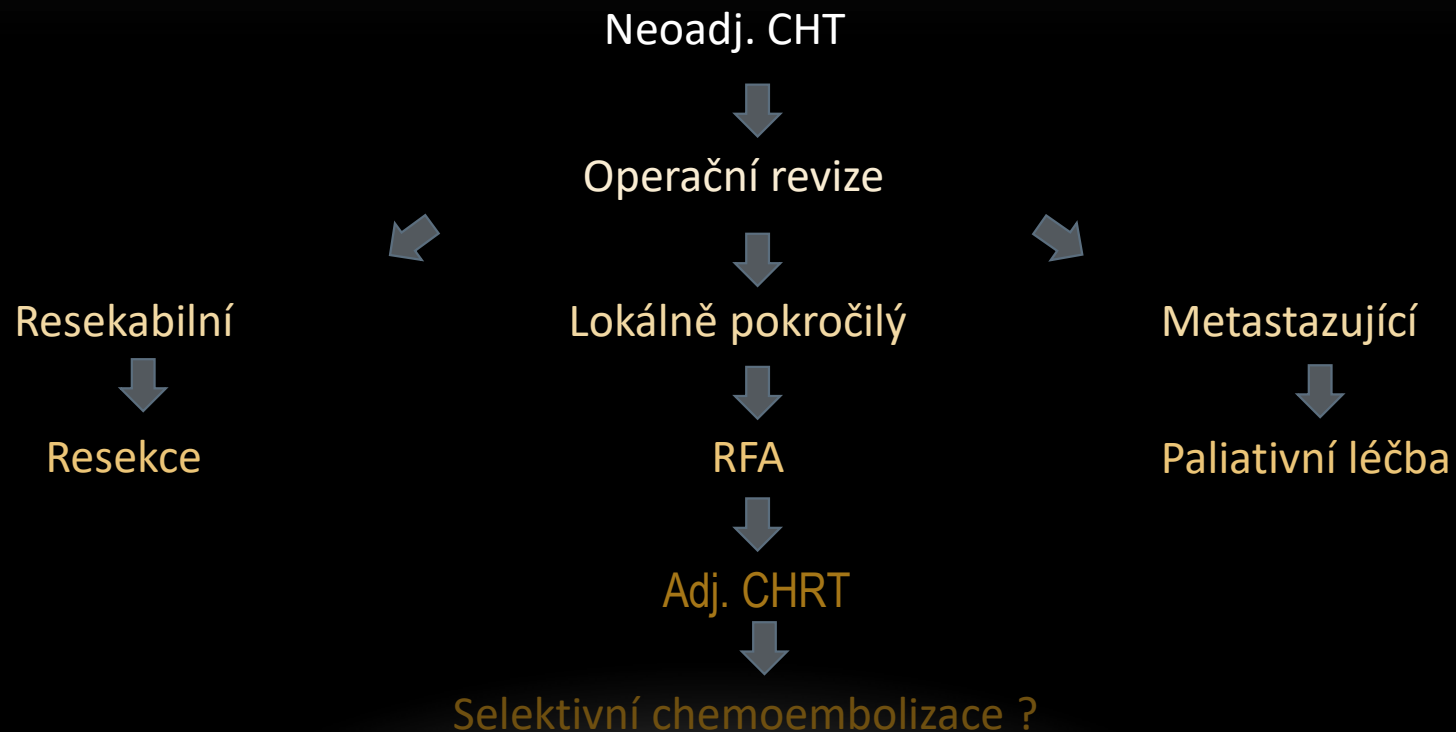 Neoadj. CHT
Operační revize
Resekabilní
Lokálně pokročilý
Metastazující
Resekce
RFA
Paliativní léčba
Adj. CHRT
Selektivní chemoembolizace ?